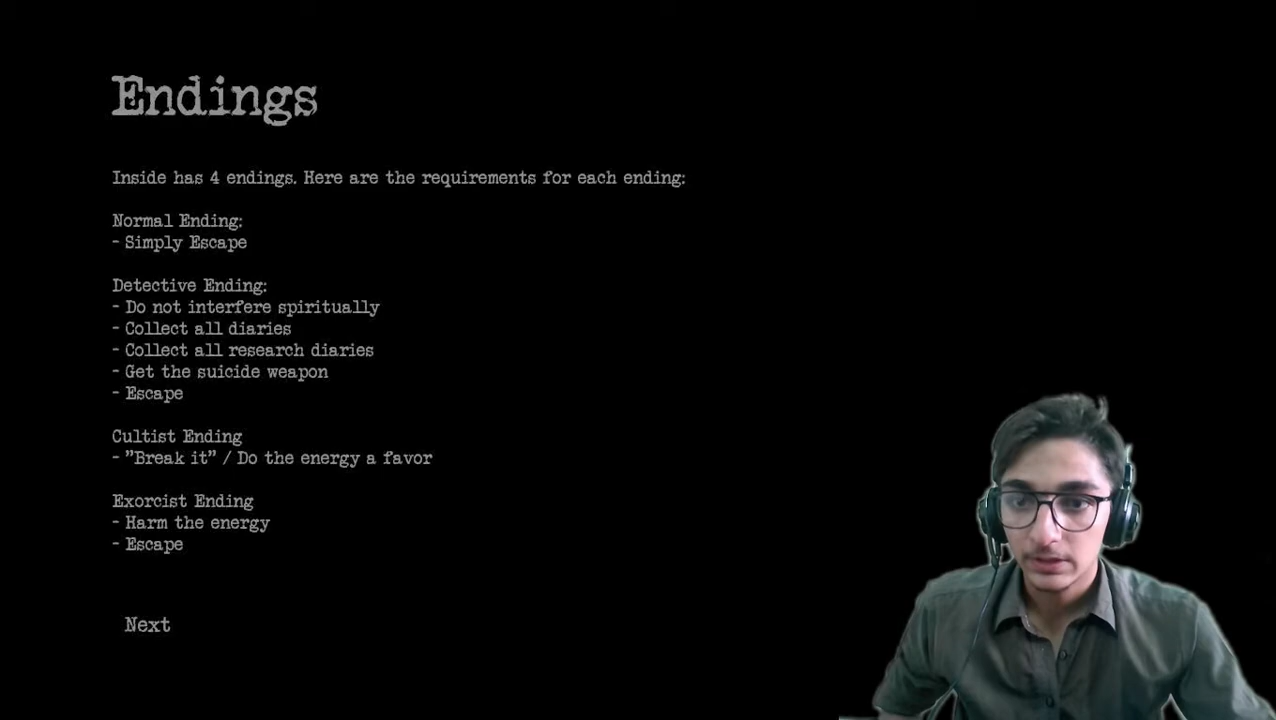 Endings
Inside has 4 endings. Here are the requirements for each ending:
Normal Ending:
- Simply Escape
Detective Ending:
- Do not interfere spiritually
- Collect all diaries
- Collect all research diaries
- Get the suicide weapon
- Escape
Cultist Ending
- "Break it" / Do the energy a favor
Exorcist Ending
- Harm the energy
- Escape
Next